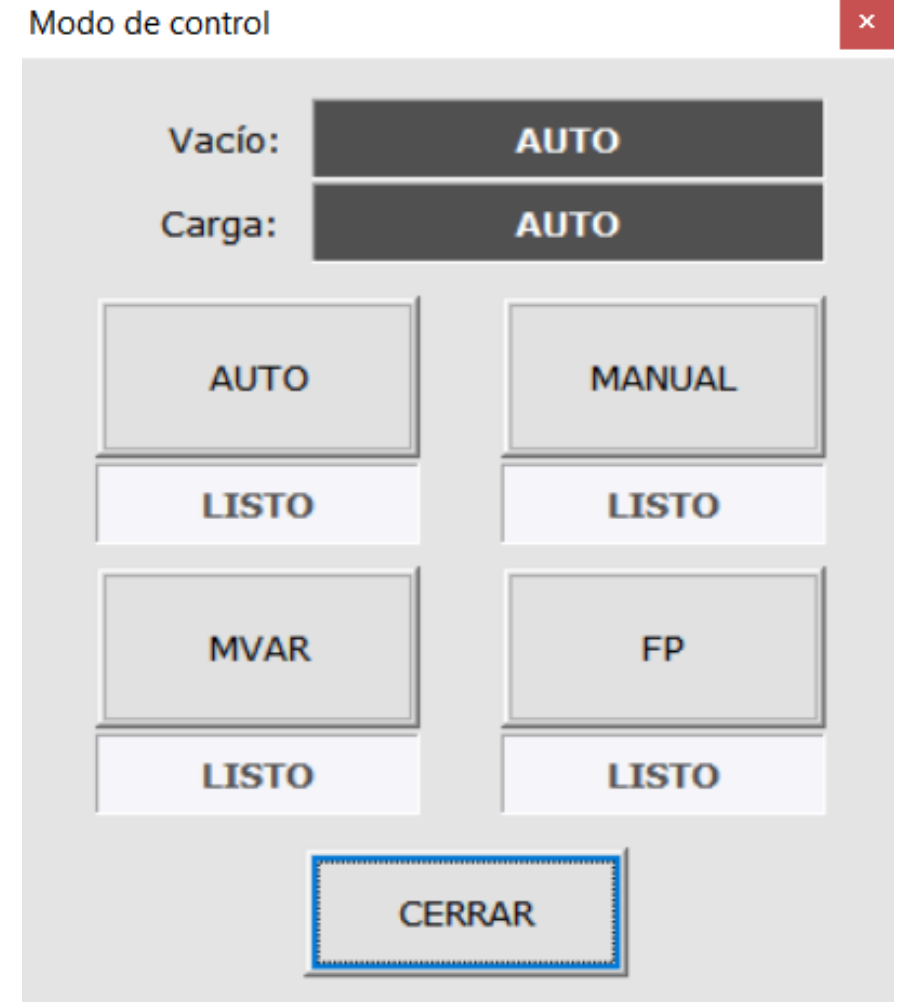 Modo de control
×
Vacío: AUTO
Carga: AUTO
AUTO MANUAL
LISTO LISTO
MVAR FP
LISTO LISTO
CERRAR